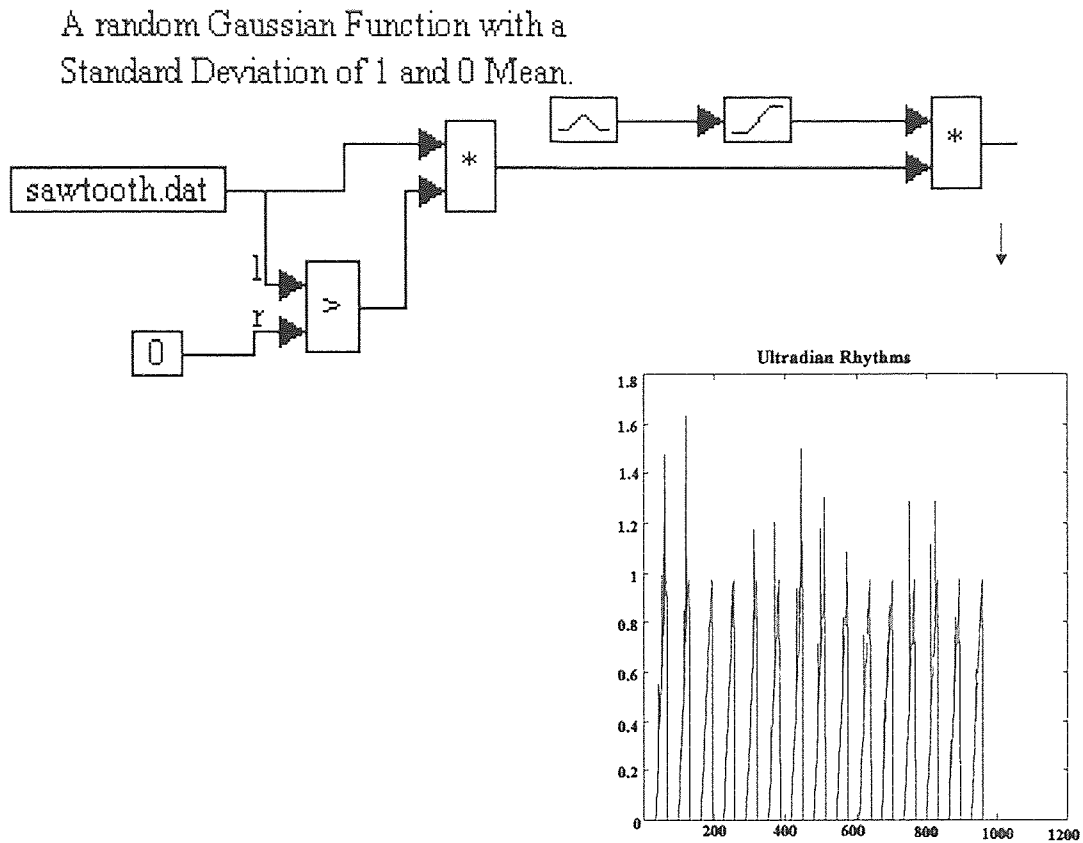 A random Gaussian Function with a
Standard Deviation of 1 and 0 Mean.
*
*
sawtooth.dat
l
>
r
0
Ultradian Rhythms
1.8
1.6
1.4
1.2
1
0.8
0.6
0.4
0.2
0
200 400 600 800 1000 1200